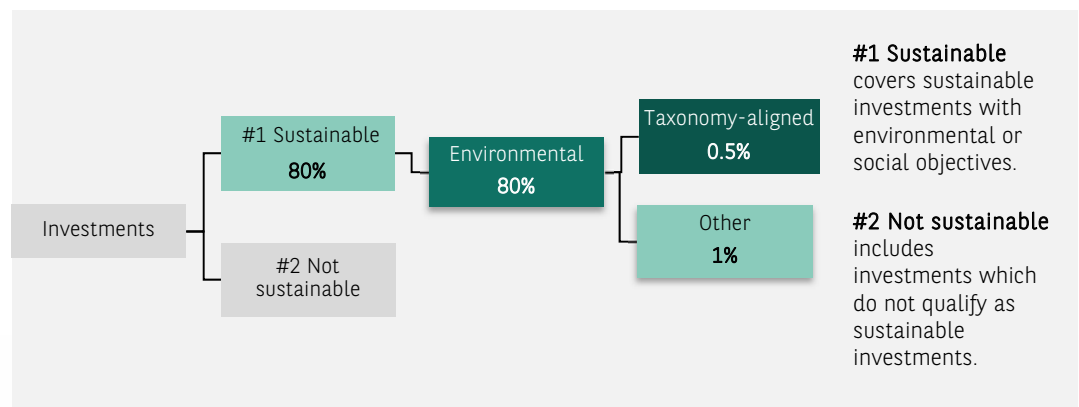 Investments
#1 Sustainable
80%
#2 Not
sustainable
Environmental
80%
Taxonomy-aligned
0.5%
Other
1%
#1 Sustainable
covers sustainable
investments with
environmental or
social objectives.
#2 Not sustainable
includes
investments which
do not qualify as
sustainable
investments.